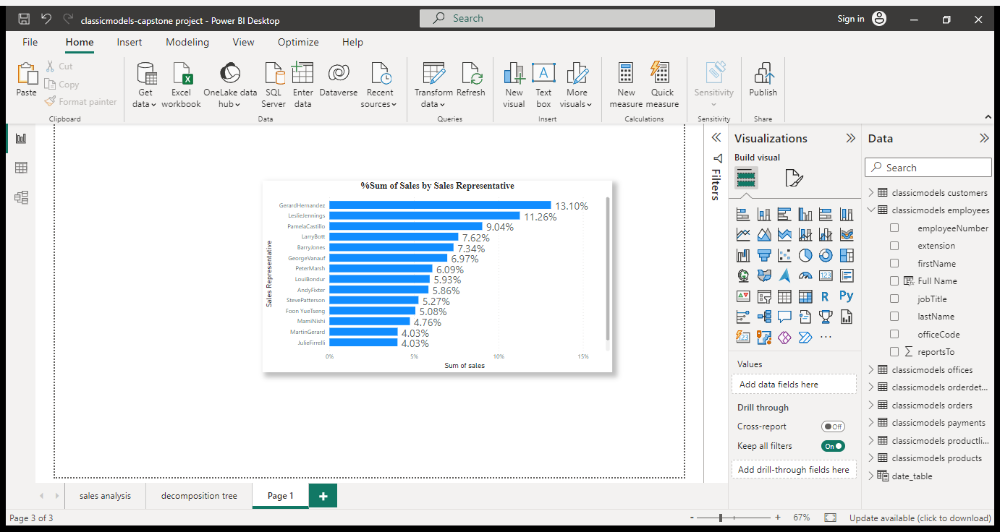 classicmodels-capstone project - Power BI Desktop
Search
Sign in
File Home Insert Modeling View Optimize Help
Paste
Cut
Copy
Format painter
Clipboard
Get data
Excel workbook
OneLake data hub
SQL Server
Enter data
Dataverse
Recent sources
Data
Transform data
Refresh
Queries
New visual
Text box
More visuals
Insert
New measure
Quick measure
Calculations
Sensitivity
Sensitivity
Publish
Share
%Sum of Sales by Sales Representative
Sales Representative
GerardHernandez 13.10%
LeslieJennings 11.26%
PamelaCastillo 9.04%
LarryBott 7.62%
BarryJones 7.34%
GeorgeVanauf 6.97%
PeterMarsh 6.09%
LouiBondur 5.93%
AndyFixter 5.86%
StevePatterson 5.27%
Foon YueTseng 5.08%
MamiNishi 4.76%
MartinGerard 4.03%
JulieFirrelli 4.03%
0% 5% 10% 15%
Sum of sales
Filters
Visualizations
Build visual
123
R
Py
123
Values
Add data fields here
Drill through
Cross-report
Off
Keep all filters
On
Add drill-through fields here
Data
Search
classicmodels customers
classicmodels employees
employeeNumber
extension
firstName
Full Name
jobTitle
lastName
officeCode
reportsTo
classicmodels offices
classicmodels orderdet...
classicmodels orders
classicmodels payments
classicmodels productli...
classicmodels products
date_table
sales analysis
decomposition tree
Page 1
+
Page 3 of 3
- + 67%
Update available (click to download)